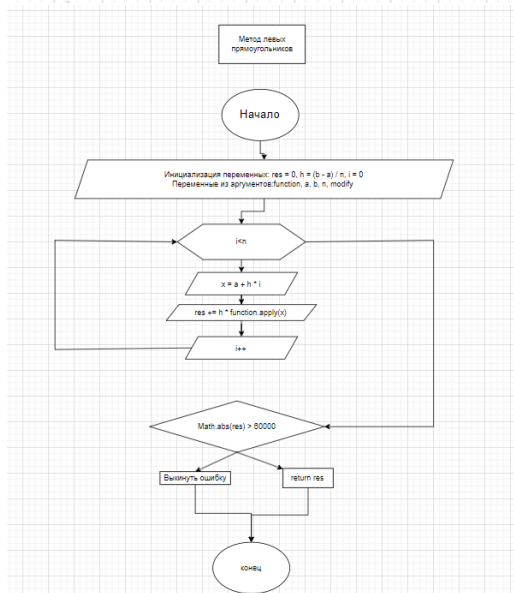 Метод левых
прямоугольников
Начало
Инициализация переменных: res = 0, h = (b - a) / n, i = 0
Переменные из аргументов:function, a, b, n, modify
i<n
x = a + h * i
res += h * function.apply(x)
i++
Math.abs(res) > 60000
Выкинуть ошибку
return res
конец